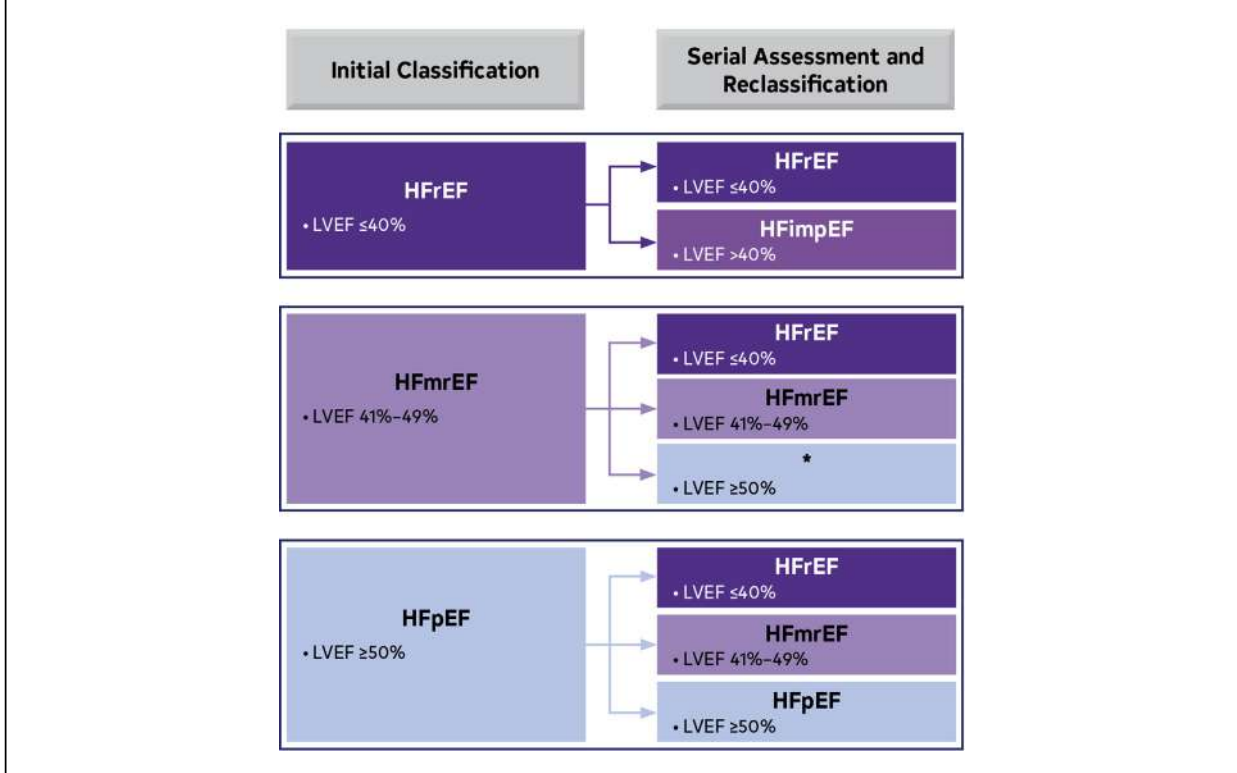 Initial Classification
Serial Assessment and
Reclassification
HFrEF
• LVEF ≤40%
HFrEF
• LVEF ≤40%
HFimpEF
• LVEF >40%
HFmrEF
• LVEF 41%–49%
HFrEF
• LVEF ≤40%
HFmrEF
• LVEF 41%–49%
*
• LVEF ≥50%
HFpEF
• LVEF ≥50%
HFrEF
• LVEF ≤40%
HFmrEF
• LVEF 41%–49%
HFpEF
• LVEF ≥50%